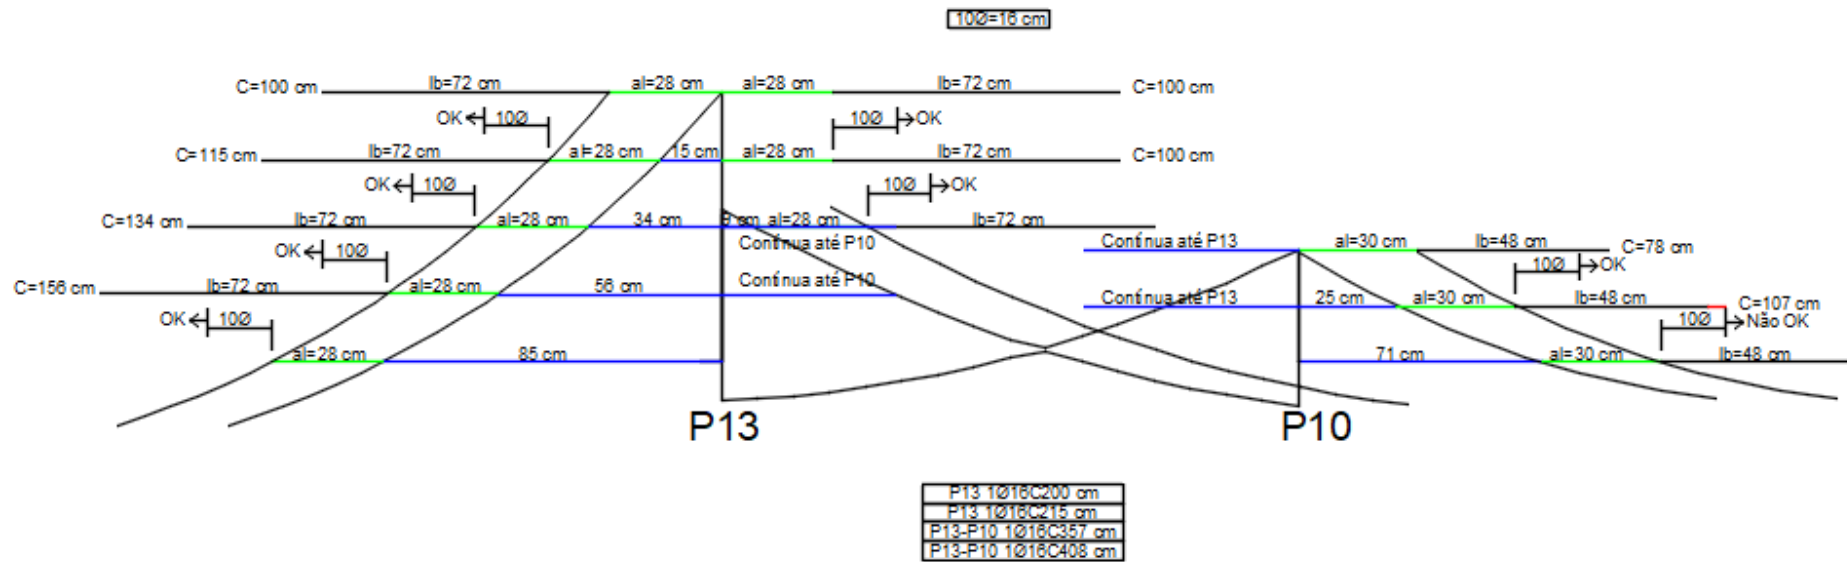 10Ø=16 cm
C=100 cm lb=72 cm al=28 cm al=28 cm lb=72 cm C=100 cm
OK 10Ø 10Ø OK
C=115 cm lb=72 cm al=28 cm 15 cm al=28 cm lb=72 cm C=100 cm
OK 10Ø 10Ø OK
C=134 cm lb=72 cm al=28 cm 34 cm 9 cm al=28 cm lb=72 cm
Contínua até P10
Contínua até P13 al=30 cm lb=48 cm C=78 cm
OK 10Ø 10Ø OK
C=156 cm lb=72 cm al=28 cm 56 cm Contínua até P10
Contínua até P13 25 cm al=30 cm lb=48 cm C=107 cm
OK 10Ø 10Ø Não OK
al=28 cm 85 cm 71 cm al=30 cm lb=48 cm
P13 P10
P13 1Ø16C200 cm
P13 1Ø16C215 cm
P13-P10 1Ø16C357 cm
P13-P10 1Ø16C408 cm